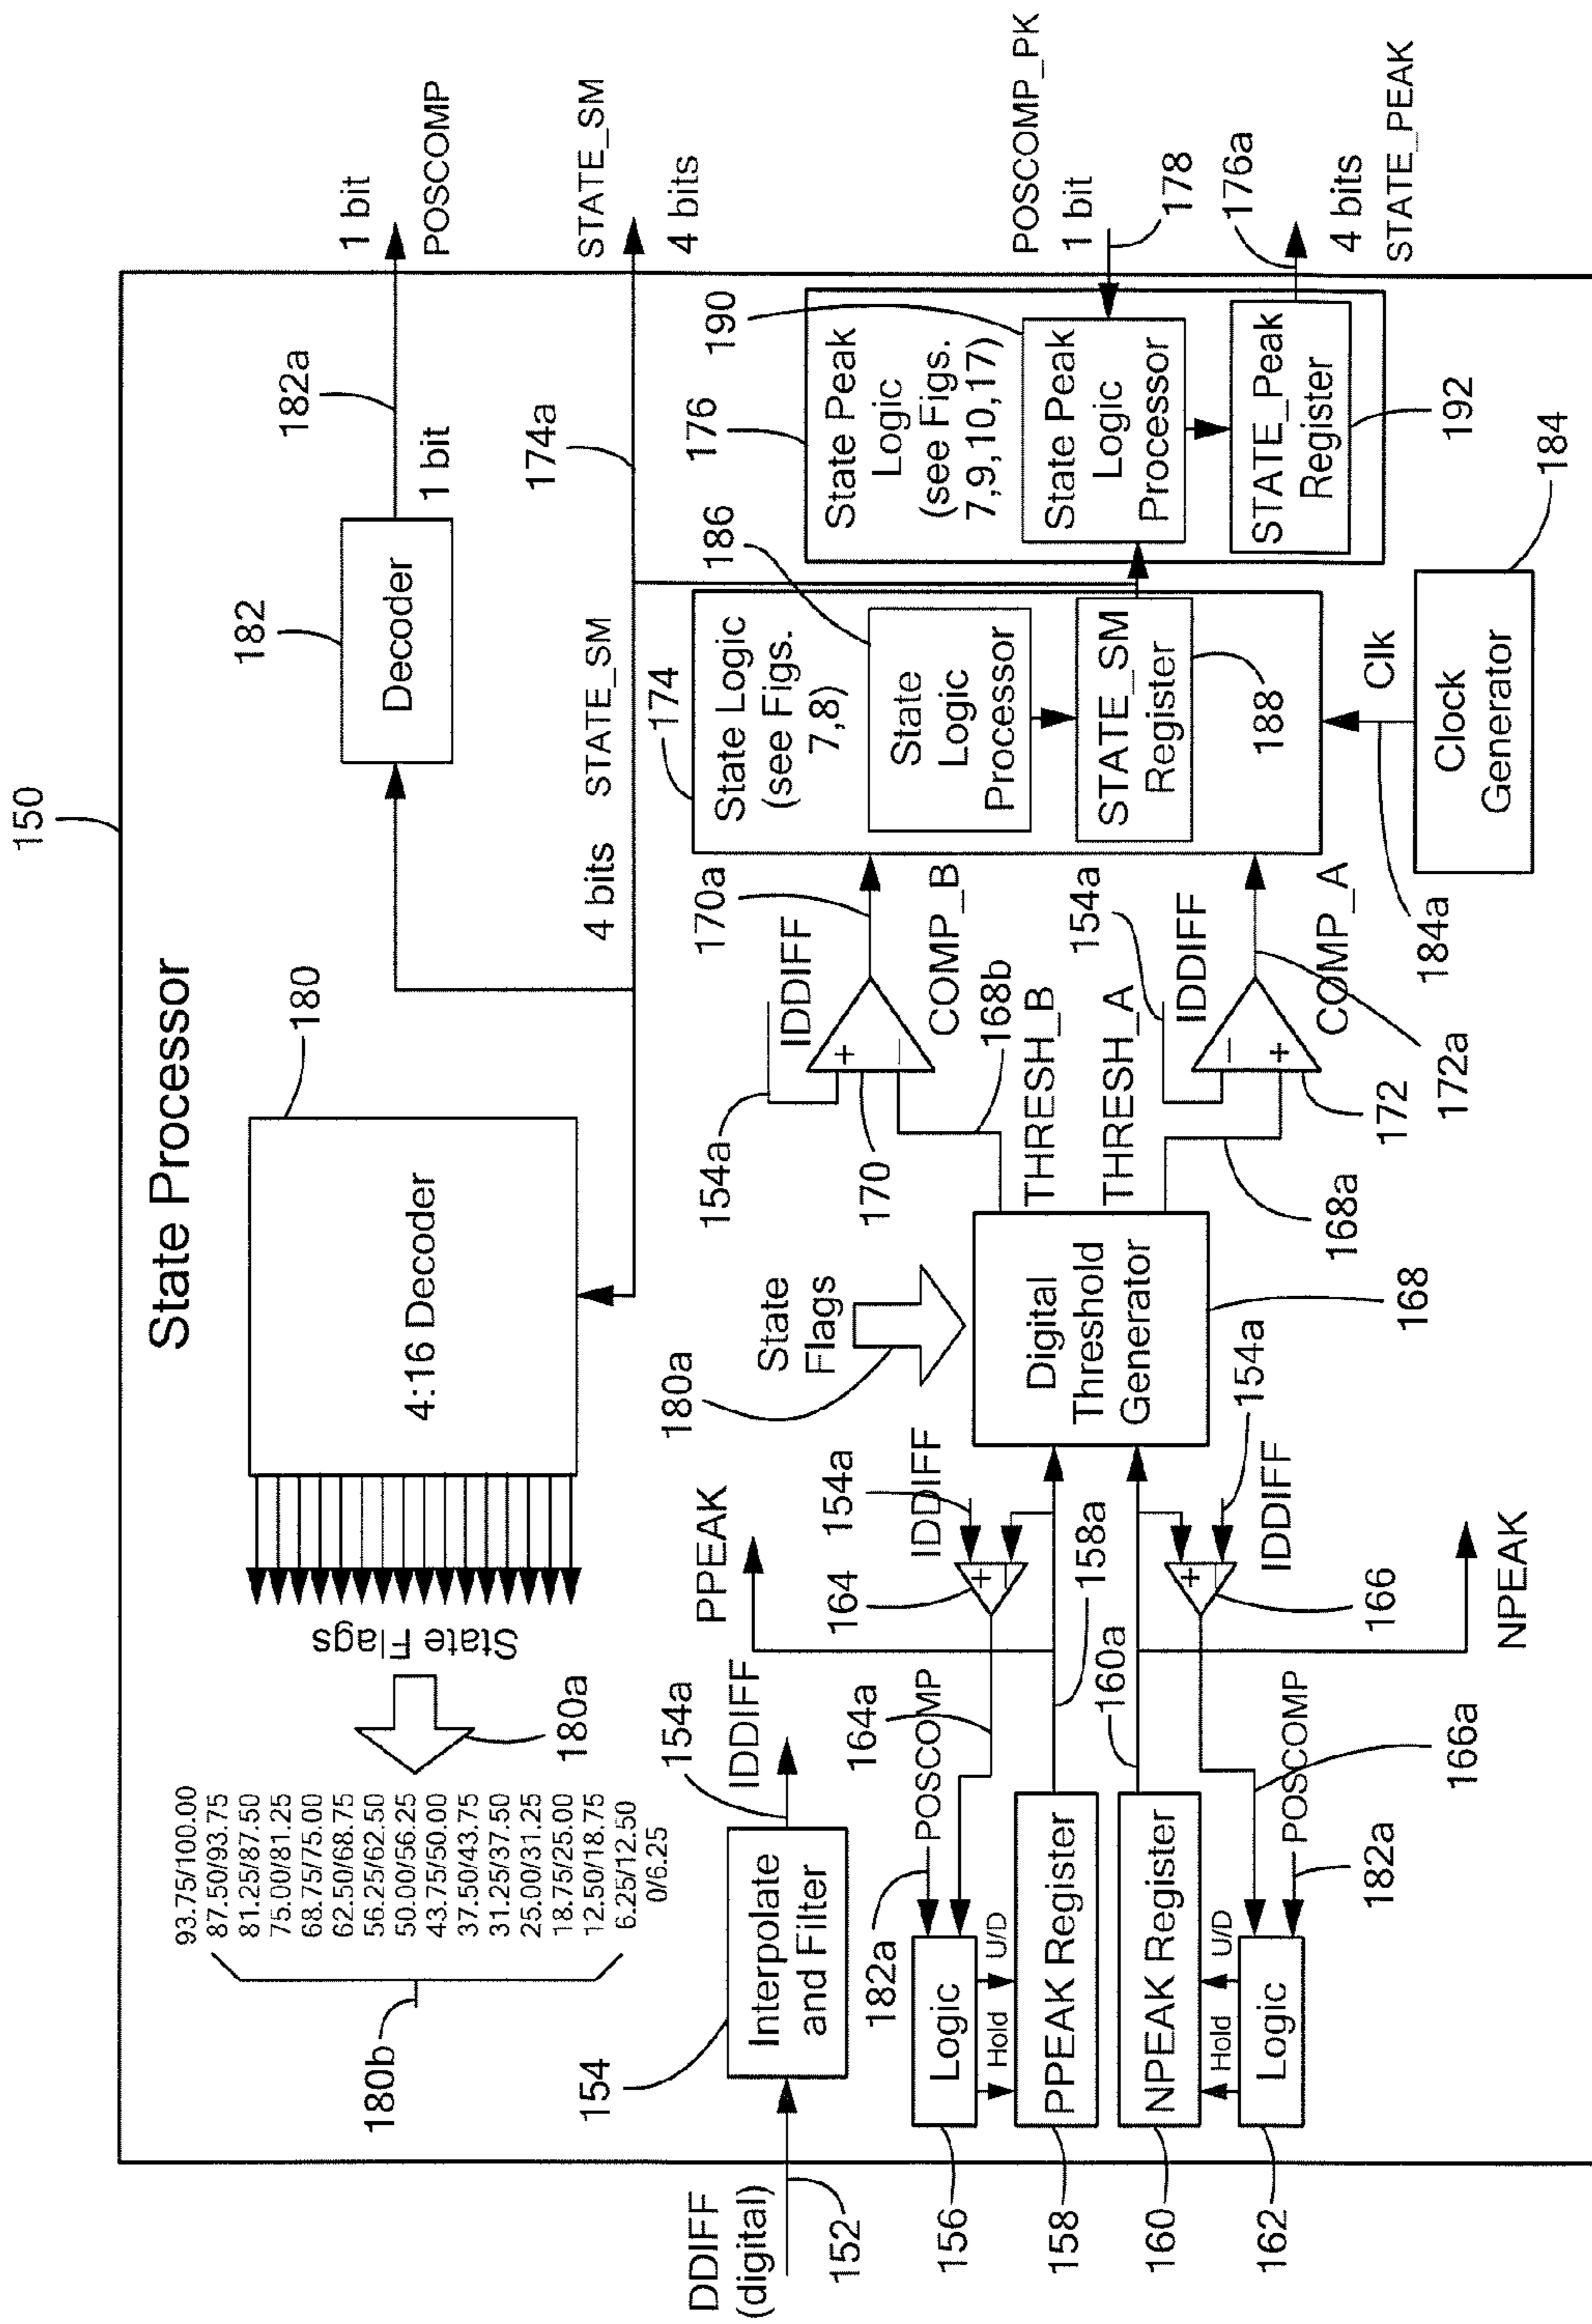 150
State Processor
93.75/100.00
87.50/93.75
81.25/87.50
75.00/81.25
68.75/75.00
62.50/68.75
56.25/62.50
50.00/56.25
43.75/50.00
37.50/43.75
31.25/37.50
25.00/31.25
18.75/25.00
12.50/18.75
6.25/12.50
0/6.25
180b
180a
State Flags
4:16 Decoder
180
182
Decoder
182a
1 bit
1 bit
POSCOMP
4 bits
STATE_SM
174a
STATE_SM
4 bits
DDIFF
(digital)
152
154
Interpolate
and Filter
154a
IDDIFF
PPEAK
182a
POSCOMP
164a
164
+
–
IDDIFF
154a
156
Logic
Hold
U/D
158
PPEAK Register
158a
160
NPEAK Register
160a
Hold
U/D
162
Logic
POSCOMP
182a
166a
166
+
–
IDDIFF
154a
NPEAK
180a
State
Flags
Digital
Threshold
Generator
168
THRESH_B
168b
THRESH_A
168a
154a
IDDIFF
+
–
170
170a
COMP_B
154a
IDDIFF
–
+
172
172a
COMP_A
174
State Logic
(see Figs.
7,8)
186
State
Logic
Processor
STATE_SM
Register
188
Clk
184a
Clock
Generator
184
176
State Peak
Logic
(see Figs.
7,9,10,17)
190
State Peak
Logic
Processor
STATE_Peak
Register
192
POSCOMP_PK
1 bit
178
176a
4 bits
STATE_PEAK